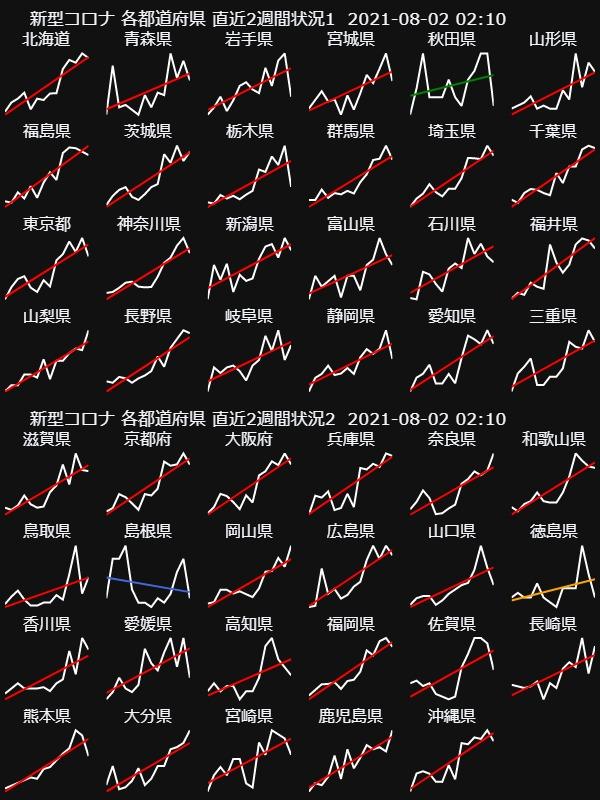 新型コロナ 各都道府県 直近2週間状況1 2021-08-02 02:10
北海道 青森県 岩手県 宮城県 秋田県 山形県
福島県 茨城県 栃木県 群馬県 埼玉県 千葉県
東京都 神奈川県 新潟県 富山県 石川県 福井県
山梨県 長野県 岐阜県 静岡県 愛知県 三重県
新型コロナ 各都道府県 直近2週間状況2 2021-08-02 02:10
滋賀県 京都府 大阪府 兵庫県 奈良県 和歌山県
鳥取県 島根県 岡山県 広島県 山口県 徳島県
香川県 愛媛県 高知県 福岡県 佐賀県 長崎県
熊本県 大分県 宮崎県 鹿児島県 沖縄県